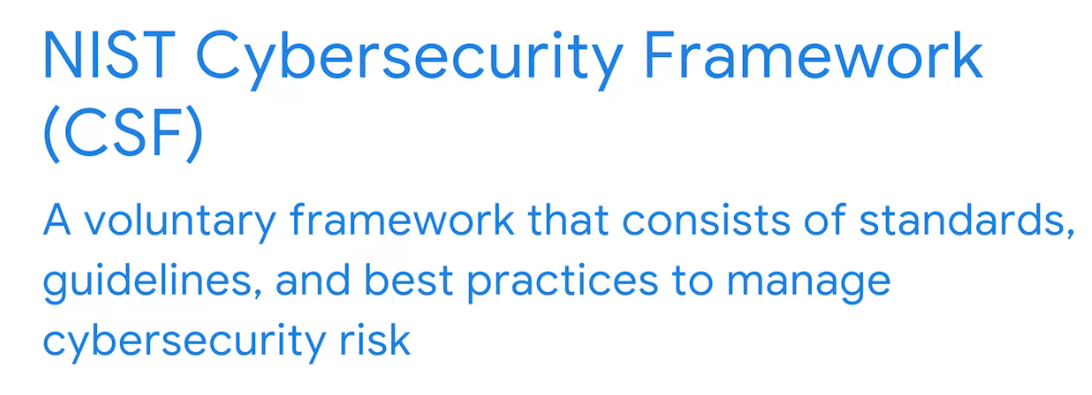 NIST Cybersecurity Framework
(CSF)
A voluntary framework that consists of standards,
guidelines, and best practices to manage
cybersecurity risk